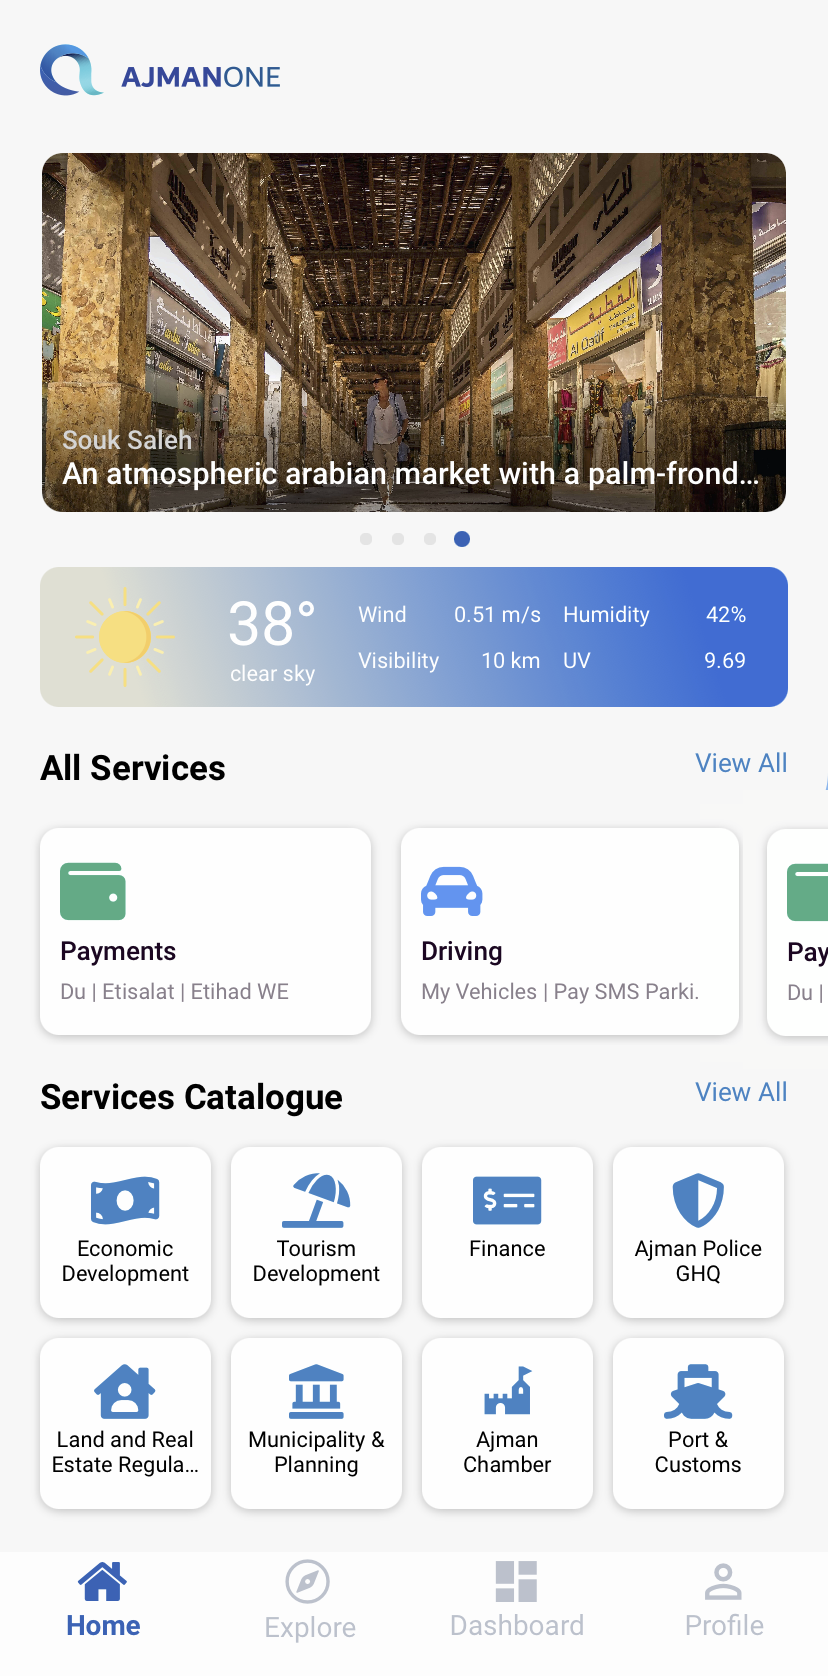 AJMANONE
القطيف
Al Qadf
Souk Saleh
An atmospheric arabian market with a palm-frond...
38°
clear sky
Wind 0.51 m/s Humidity 42%
Visibility 10 km UV 9.69
All Services View All
Payments
Du | Etisalat | Etihad WE
Driving
My Vehicles | Pay SMS Parki.
Pay
Du |
Services Catalogue View All
Economic
Development
Tourism
Development
Finance
Ajman Police
GHQ
Land and Real
Estate Regula...
Municipality &
Planning
Ajman
Chamber
Port &
Customs
Home Explore Dashboard Profile